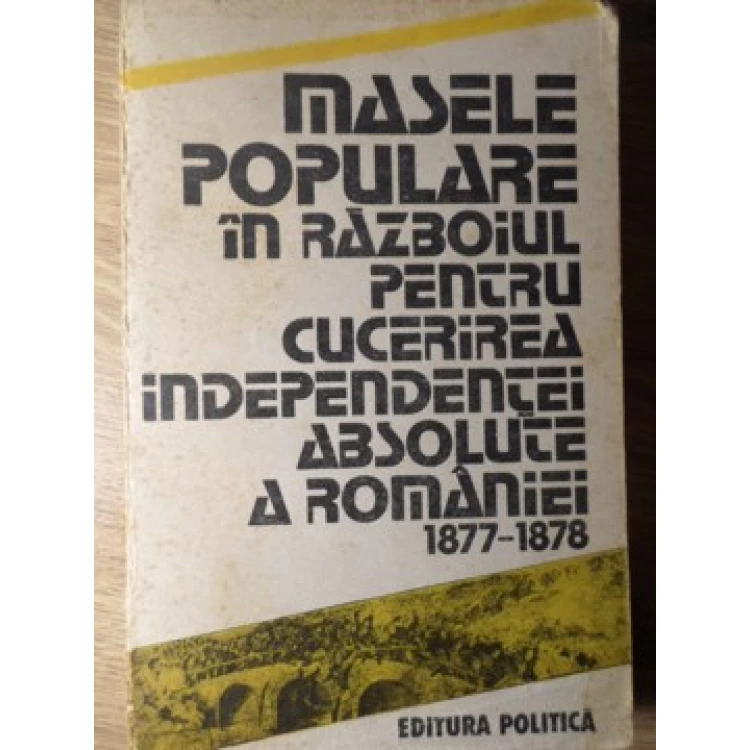 MASELE
POPULARE
ÎN RĂZBOIUL
PENTRU
CUCERIREA
INDEPENDENȚEI
ABSOLUTE
A ROMÂNIEI
1877-1878
EDITURA POLITICĂ